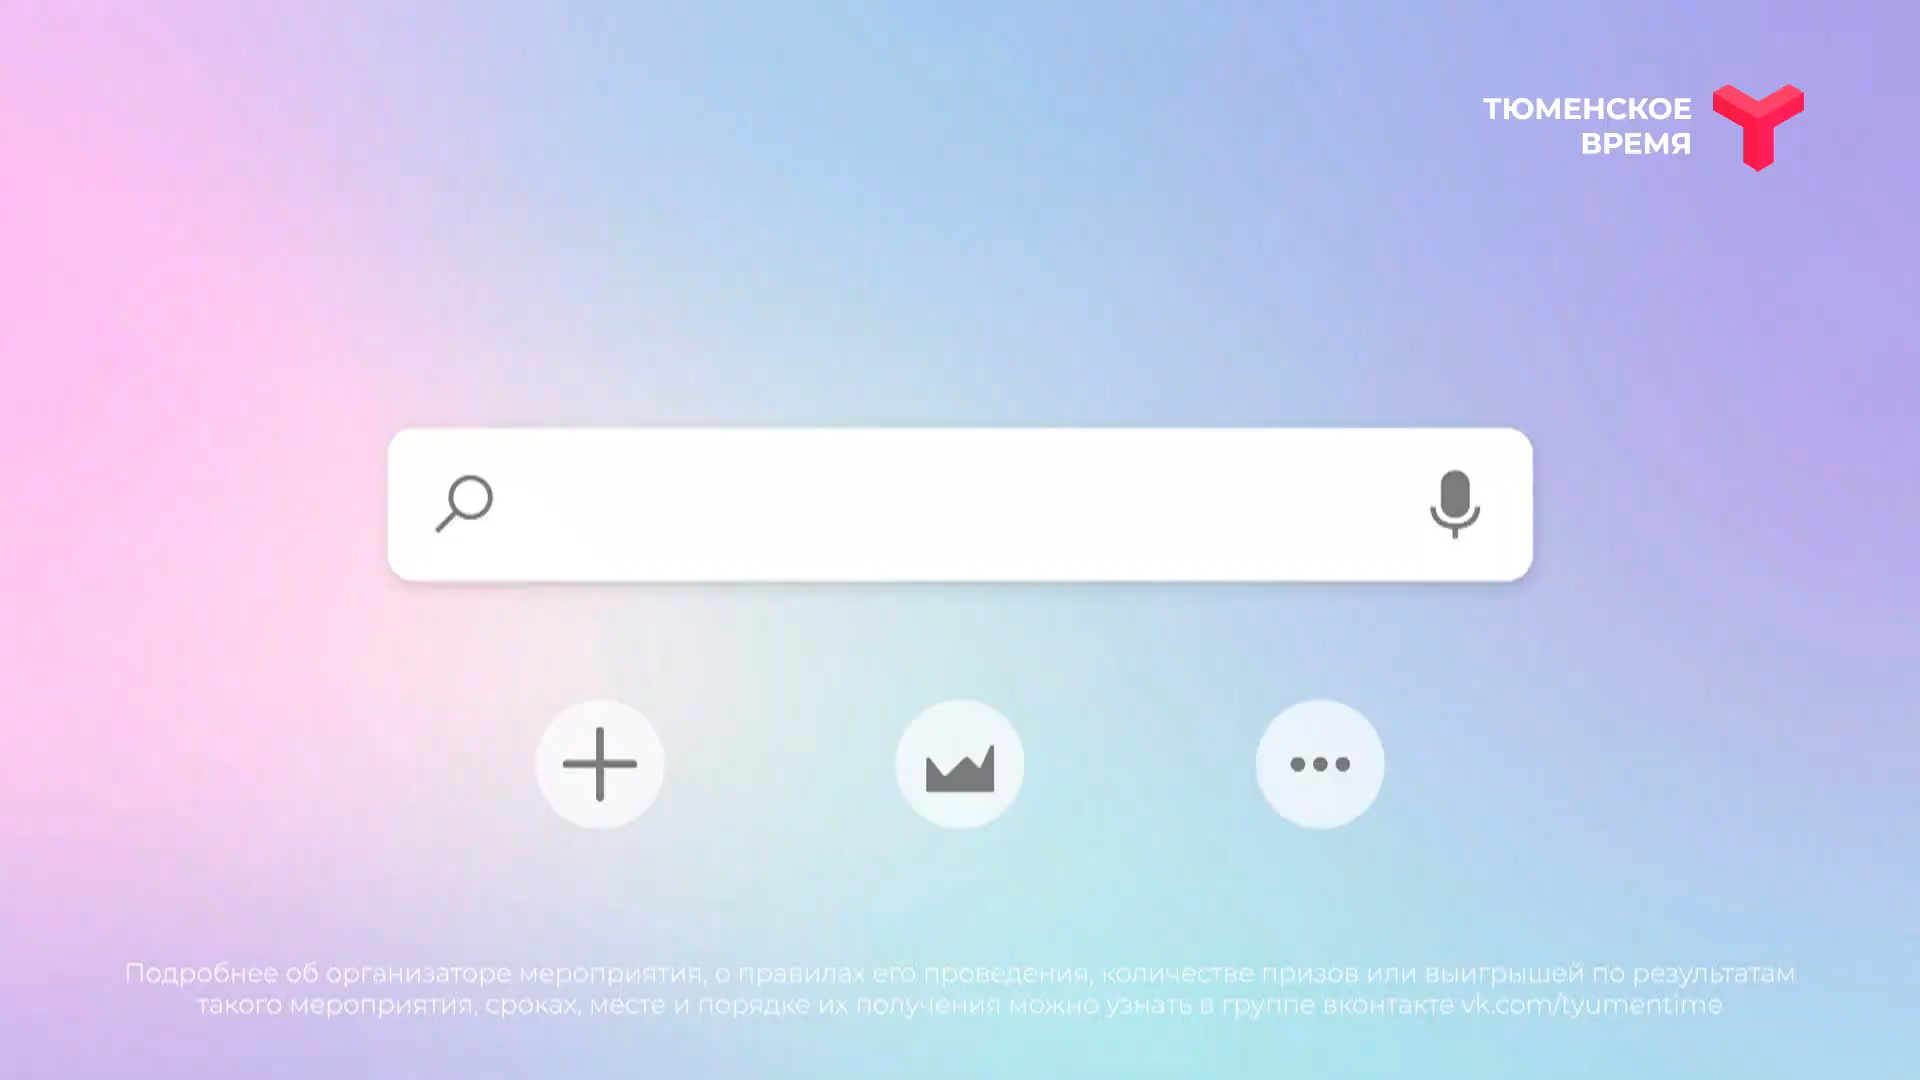 ТЮМЕНСКОЕ
ВРЕМЯ
Подробнее об организаторе мероприятия, о правилах его проведения, количестве призов или выигрышей по результатам
такого мероприятия, сроках, месте и порядке их получения можно узнать в группе вконтакте vk.com/tyumentime